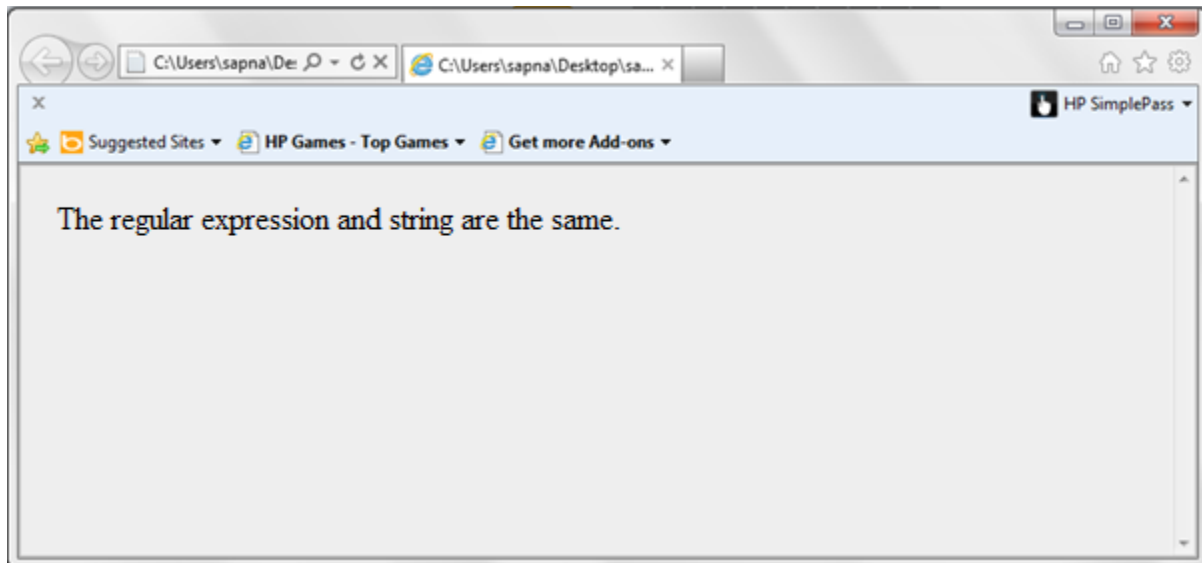 C:\Users\sapna\De:
C:\Users\sapna\Desktop\sa...
HP SimplePass
Suggested Sites
HP Games - Top Games
Get more Add-ons
The regular expression and string are the same.